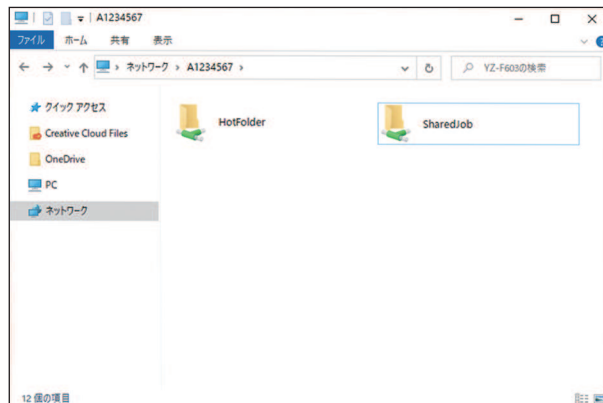 A1234567
ファイル ホーム 共有 表示
ネットワーク › A1234567 ›
YZ-F603の検索
クイック アクセス
Creative Cloud Files
OneDrive
PC
ネットワーク
HotFolder
SharedJob
12 個の項目